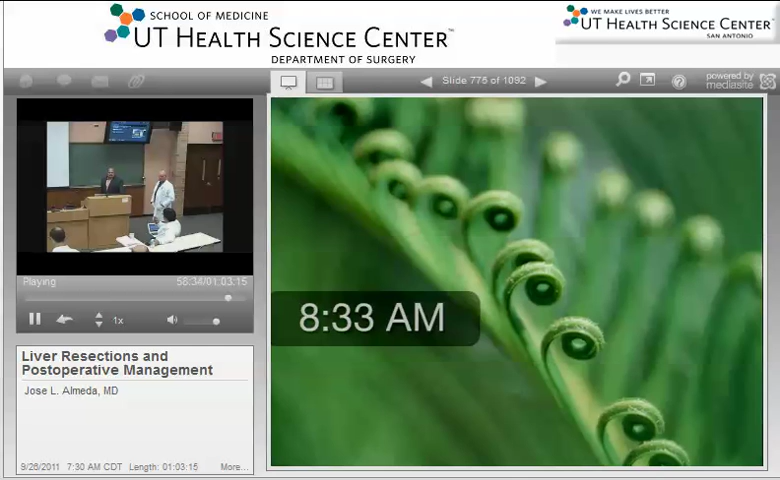 SCHOOL OF MEDICINE
UT HEALTH SCIENCE CENTER™
DEPARTMENT OF SURGERY
WE MAKE LIVES BETTER
UT HEALTH SCIENCE CENTER
SAN ANTONIO
Slide 775 of 1092
powered by
mediasite
Playing
58:34/01:03:15
1x
8:33 AM
Liver Resections and
Postoperative Management
Jose L. Almeda, MD
9/26/2011 7:30 AM CDT Length: 01:03:15 More...